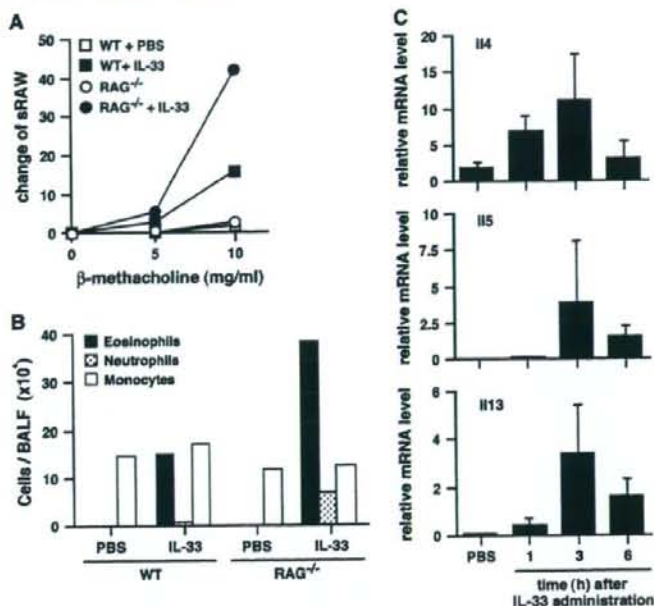 A
50
40
30
20
10
0
change of sRAW
WT + PBS
WT+ IL-33
RAG-/-
RAG-/- + IL-33
0 5 10
β-methacholine (mg/ml)
B
40
30
20
10
0
Cells / BALF (x10⁴)
Eosinophils
Neutrophils
Monocytes
PBS IL-33 PBS IL-33
WT RAG-/-
C
Il4
20
15
10
5
0
relative mRNA level
Il5
10
7.5
5
2.5
0
relative mRNA level
Il13
6
4
2
0
relative mRNA level
PBS 1 3 6
time (h) after
IL-33 administration